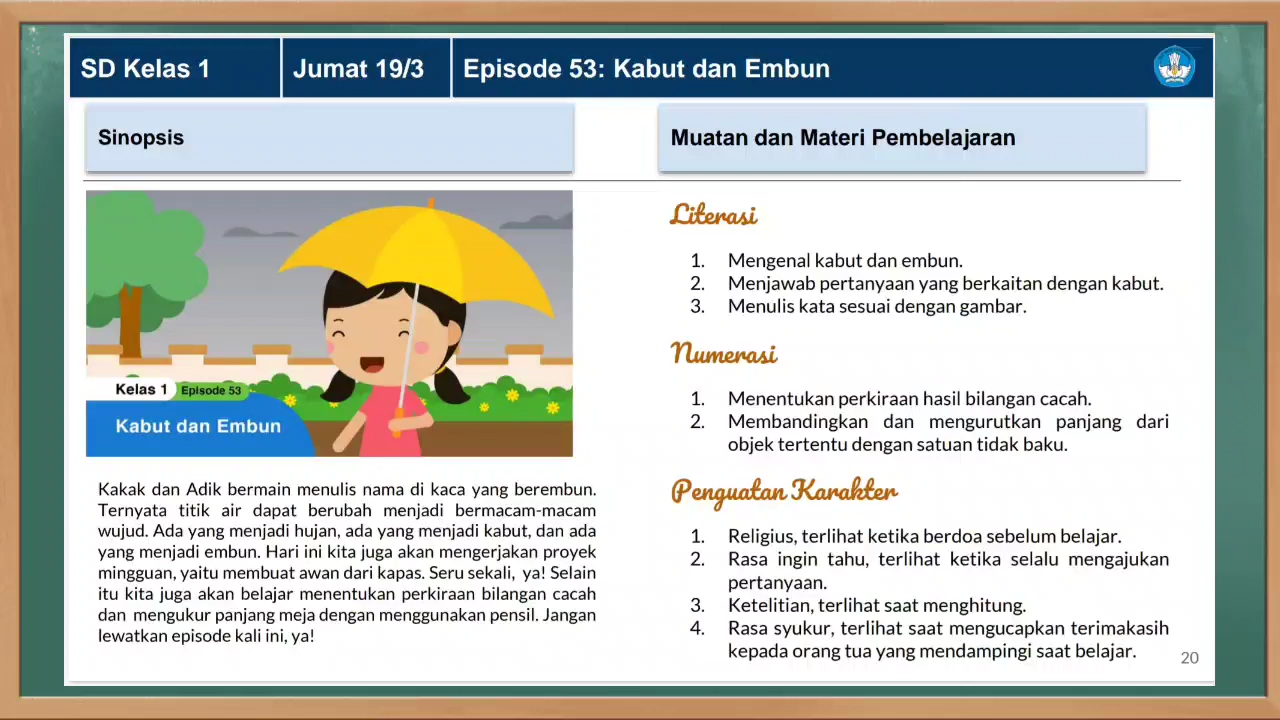 SD Kelas 1
Jumat 19/3
Episode 53: Kabut dan Embun
Sinopsis
Kelas 1
Episode 53
Kabut dan Embun
Kakak dan Adik bermain menulis nama di kaca yang berembun.
Ternyata titik air dapat berubah menjadi bermacam-macam
wujud. Ada yang menjadi hujan, ada yang menjadi kabut, dan ada
yang menjadi embun. Hari ini kita juga akan mengerjakan proyek
mingguan, yaitu membuat awan dari kapas. Seru sekali, ya! Selain
itu kita juga akan belajar menentukan perkiraan bilangan cacah
dan mengukur panjang meja dengan menggunakan pensil. Jangan
lewatkan episode kali ini, ya!
Muatan dan Materi Pembelajaran
Literasi
1. Mengenal kabut dan embun.
2. Menjawab pertanyaan yang berkaitan dengan kabut.
3. Menulis kata sesuai dengan gambar.
Numerasi
1. Menentukan perkiraan hasil bilangan cacah.
2. Membandingkan dan mengurutkan panjang dari
objek tertentu dengan satuan tidak baku.
Penguatan Karakter
1. Religius, terlihat ketika berdoa sebelum belajar.
2. Rasa ingin tahu, terlihat ketika selalu mengajukan
pertanyaan.
3. Ketelitian, terlihat saat menghitung.
4. Rasa syukur, terlihat saat mengucapkan terimakasih
kepada orang tua yang mendampingi saat belajar.
20